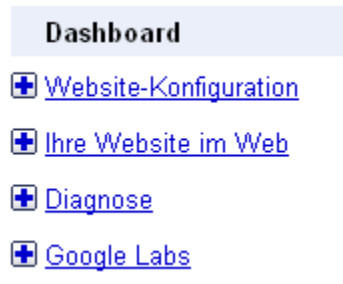 Dashboard
Website-Konfiguration
Ihre Website im Web
Diagnose
Google Labs